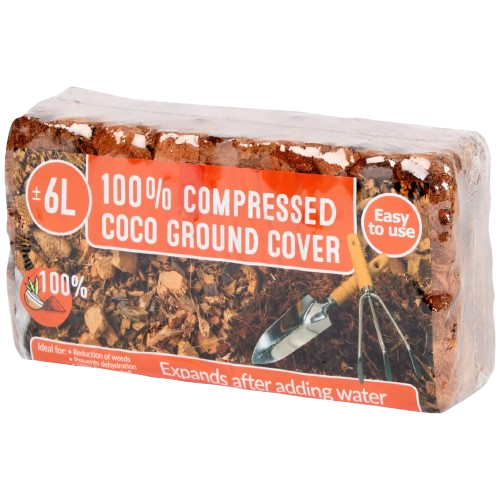 ± 6L
100% COMPRESSED
COCO GROUND COVER
Easy
to use
100%
Ideal for: • Reduction of weeds
• Prevents dehydration
Expands after adding water